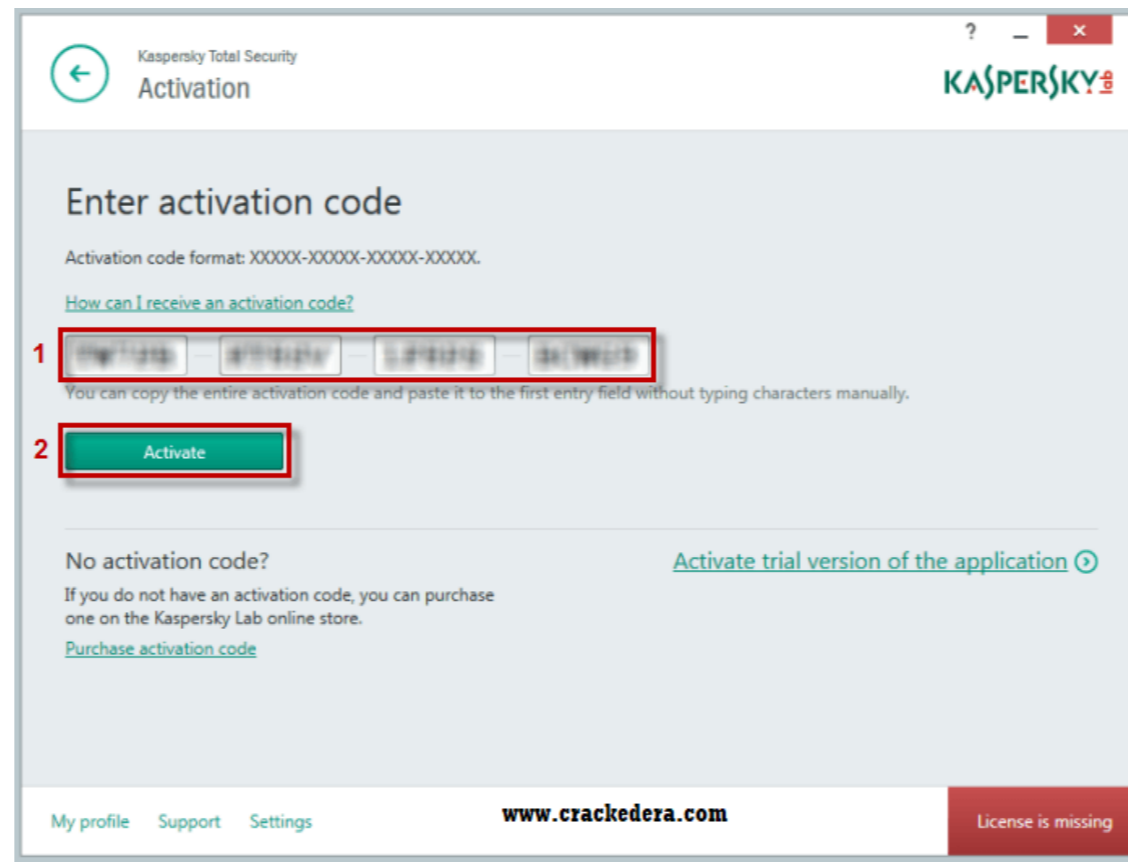 ? _ ×
Kaspersky Total Security
Activation
KASPERSKY lab
Enter activation code
Activation code format: XXXXX-XXXXX-XXXXX-XXXXX.
How can I receive an activation code?
1
You can copy the entire activation code and paste it to the first entry field without typing characters manually.
2 Activate
No activation code?
If you do not have an activation code, you can purchase
one on the Kaspersky Lab online store.
Purchase activation code
Activate trial version of the application
My profile Support Settings www.crackedera.com License is missing